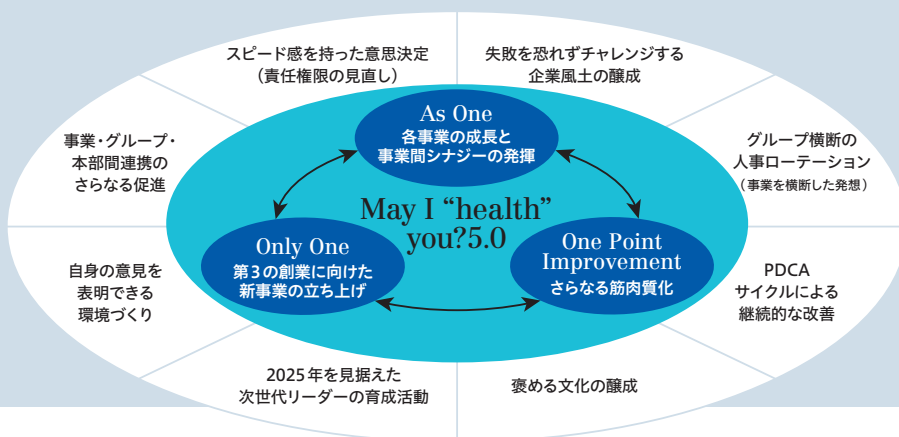 スピード感を持った意思決定
（責任権限の見直し）
失敗を恐れずチャレンジする
企業風土の醸成
事業・グループ・
本部間連携の
さらなる促進
グループ横断の
人事ローテーション
（事業を横断した発想）
As One
各事業の成長と
事業間シナジーの発揮
May I “health”
you?5.0
Only One
第3の創業に向けた
新事業の立ち上げ
One Point
Improvement
さらなる筋肉質化
自身の意見を
表明できる
環境づくり
PDCA
サイクルによる
継続的な改善
2025年を見据えた
次世代リーダーの育成活動
褒める文化の醸成